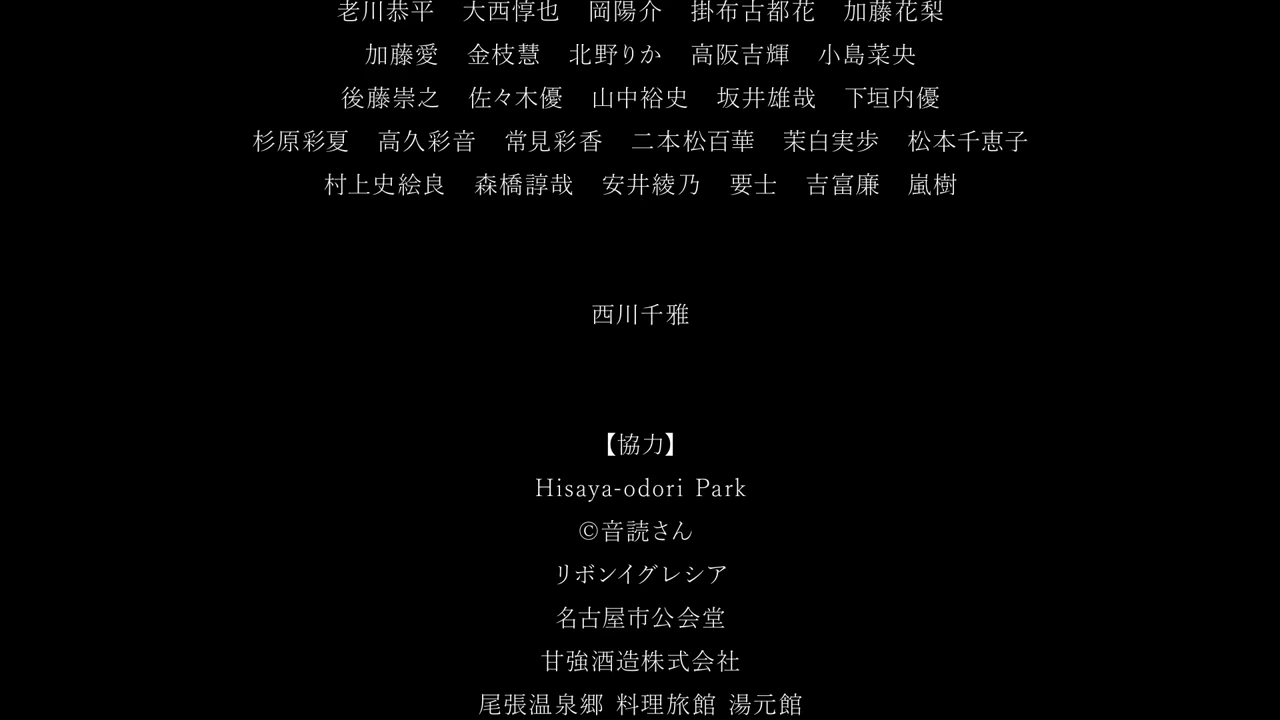 老川恭平 大西惇也 岡陽介 掛布古都花 加藤花梨
加藤愛 金枝慧 北野りか 高阪吉輝 小島菜央
後藤崇之 佐々木優 山中裕史 坂井雄哉 下垣内優
杉原彩夏 高久彩音 常見彩香 二本松百華 茉白実歩 松本千恵子
村上史絵良 森橋諄哉 安井綾乃 要士 吉富廉 嵐樹
西川千雅
【協力】
Hisaya-odori Park
©音読さん
リボンイグレシア
名古屋市公会堂
甘強酒造株式会社
尾張温泉郷 料理旅館 湯元館